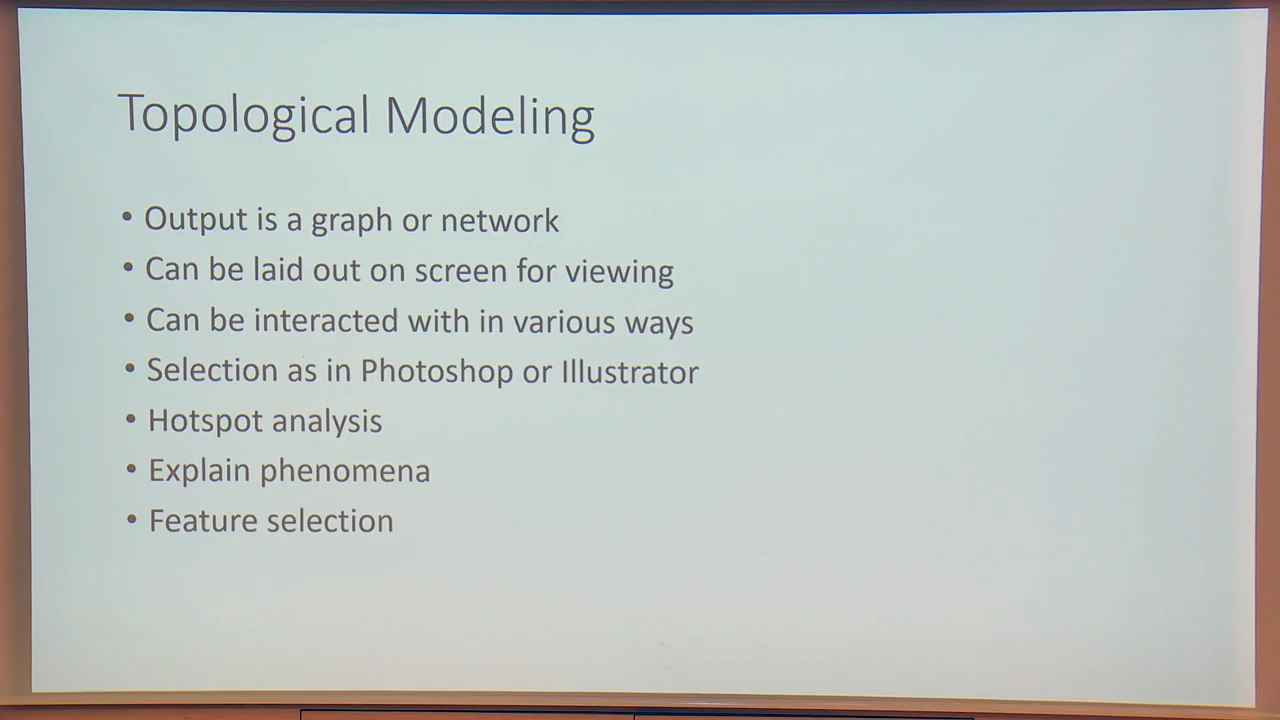 Topological Modeling
• Output is a graph or network
• Can be laid out on screen for viewing
• Can be interacted with in various ways
• Selection as in Photoshop or Illustrator
• Hotspot analysis
• Explain phenomena
• Feature selection